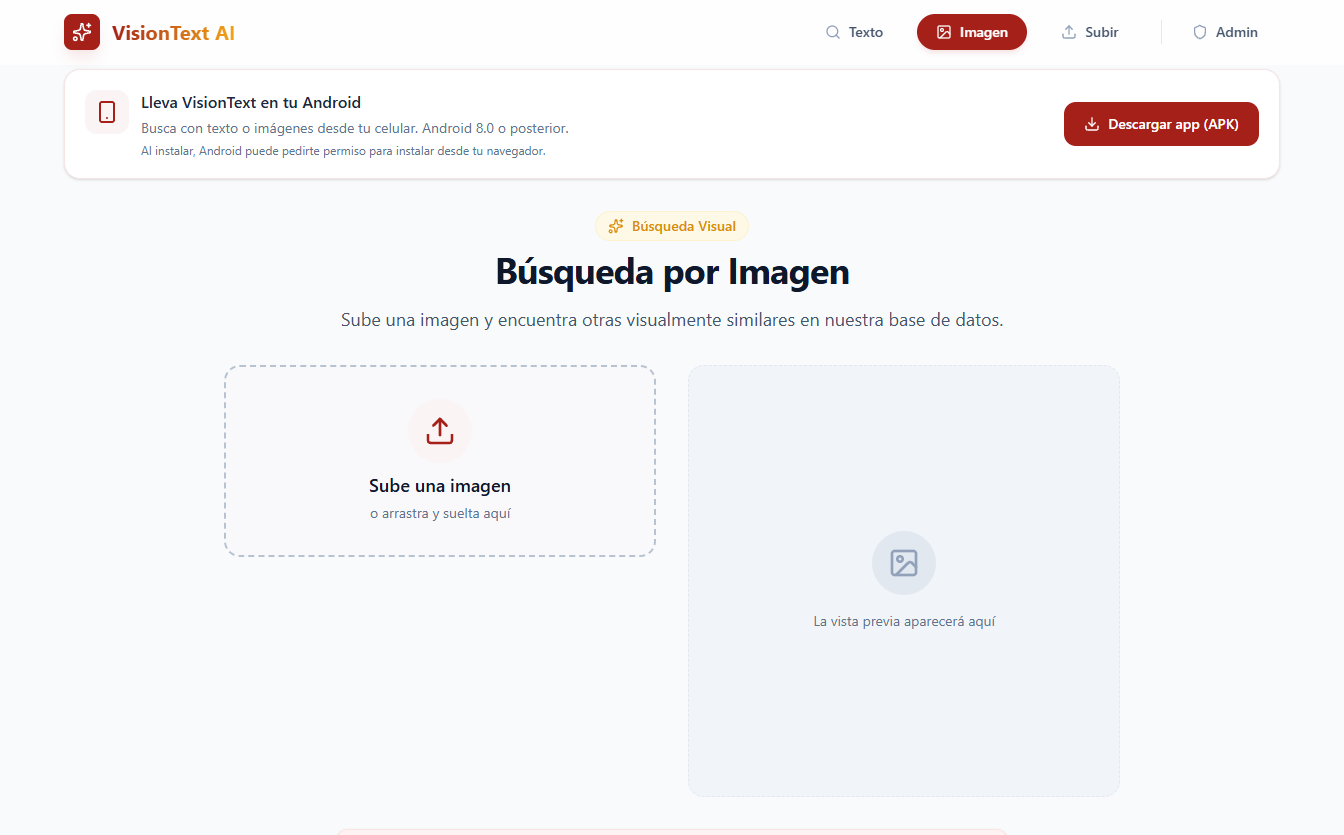 VisionText AI
Texto
Imagen
Subir
Admin
Lleva VisionText en tu Android
Busca con texto o imágenes desde tu celular. Android 8.0 o posterior.
Al instalar, Android puede pedirte permiso para instalar desde tu navegador.
Descargar app (APK)
Búsqueda Visual
Búsqueda por Imagen
Sube una imagen y encuentra otras visualmente similares en nuestra base de datos.
Sube una imagen
o arrastra y suelta aquí
La vista previa aparecerá aquí